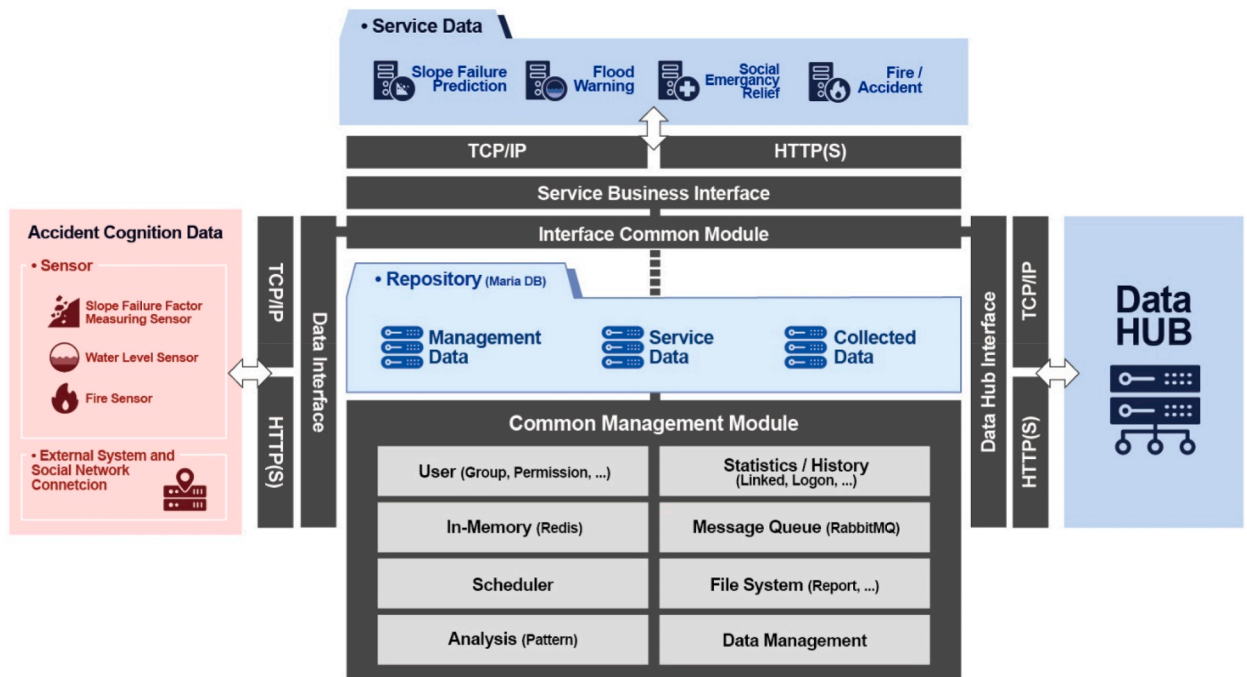 • Service Data
Slope Failure
Prediction
Flood
Warning
Social
Emergancy
Relief
Fire /
Accident
TCP/IP
HTTP(S)
Service Business Interface
Interface Common Module
Accident Cognition Data
• Sensor
Slope Failure Factor
Measuring Sensor
Water Level Sensor
Fire Sensor
• External System and
Social Network
Connetcion
TCP/IP
HTTP(S)
Data Interface
• Repository (Maria DB)
Management
Data
Service
Data
Collected
Data
Common Management Module
User (Group, Permission, ...)
Statistics / History
(Linked, Logon, ...)
In-Memory (Redis)
Message Queue (RabbitMQ)
Scheduler
File System (Report, ...)
Analysis (Pattern)
Data Management
Data Hub Interface
TCP/IP
HTTP(S)
Data
HUB